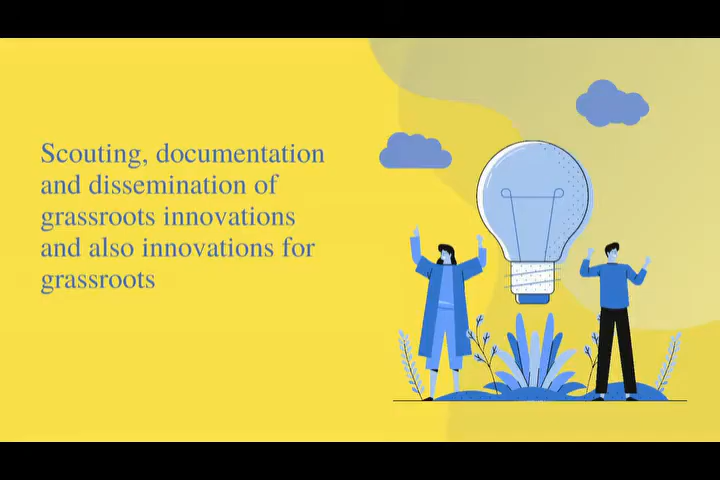 Scouting, documentation
and dissemination of
grassroots innovations
and also innovations for
grassroots